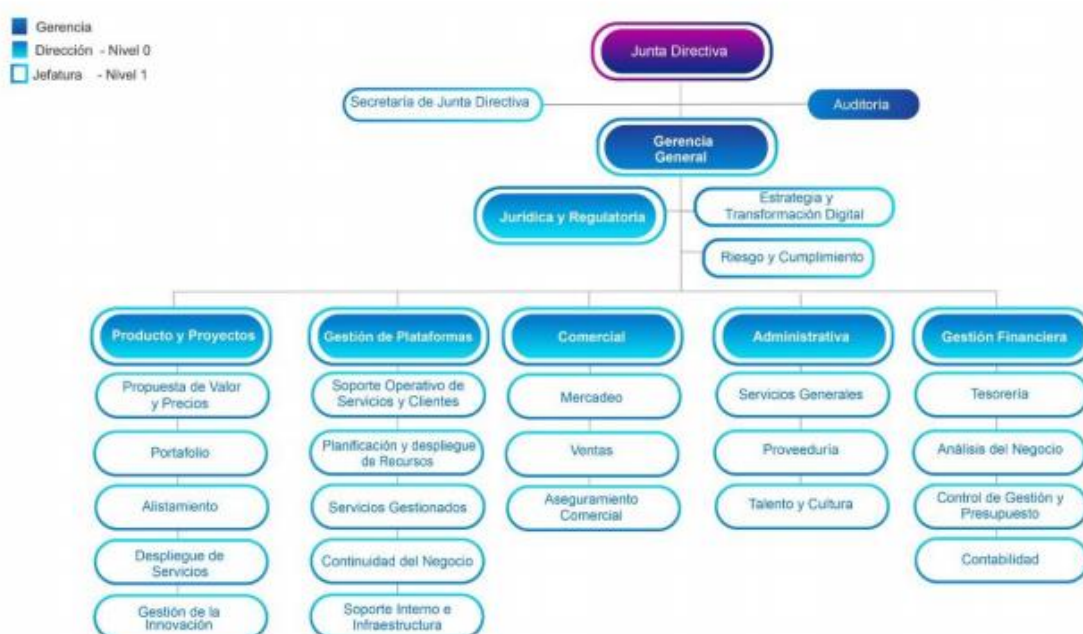 Gerencia
Dirección - Nivel 0
Jefatura - Nivel 1
Junta Directiva
Secretaría de Junta Directiva
Auditoria
Gerencia
General
Jurídica y Regulatoria
Estrategia y
Transformación Digital
Riesgo y Cumplimiento
Producto y Proyectos
Propuesta de Valor
y Precios
Portafolio
Alistamiento
Despliegue de
Servicios
Gestión de la
Innovación
Gestión de Plataformas
Soporte Operativo de
Servicios y Clientes
Planificación y despliegue
de Recursos
Servicios Gestionados
Continuidad del Negocio
Soporte Interno e
Infraestructura
Comercial
Mercadeo
Ventas
Aseguramiento
Comercial
Administrativa
Servicios Generales
Proveeduría
Talento y Cultura
Gestión Financiera
Tesorería
Análisis del Negocio
Control de Gestión y
Presupuesto
Contabilidad